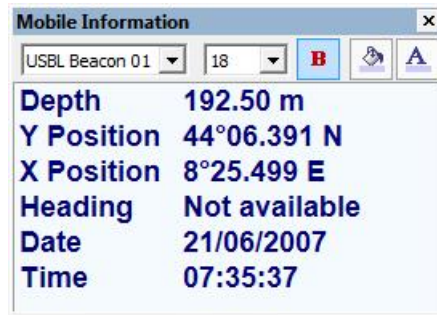 Mobile Information
USBL Beacon 01 18 B A
Depth 192.50 m
Y Position 44°06.391 N
X Position 8°25.499 E
Heading Not available
Date 21/06/2007
Time 07:35:37